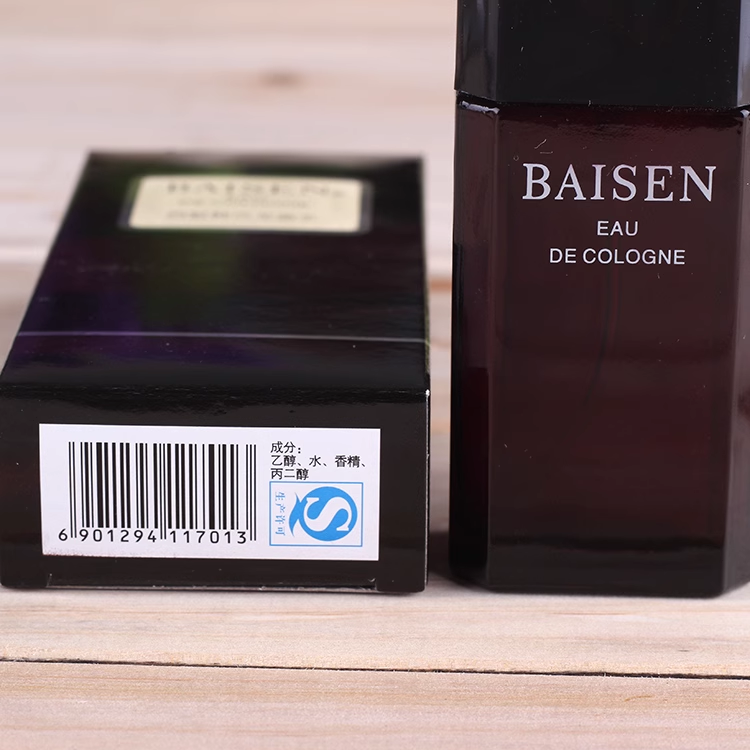 BAISEN
EAU
DE COLOGNE
BAISEN
成分:
乙醇、水、香精、
丙二醇
生产许可
6 901294 117013